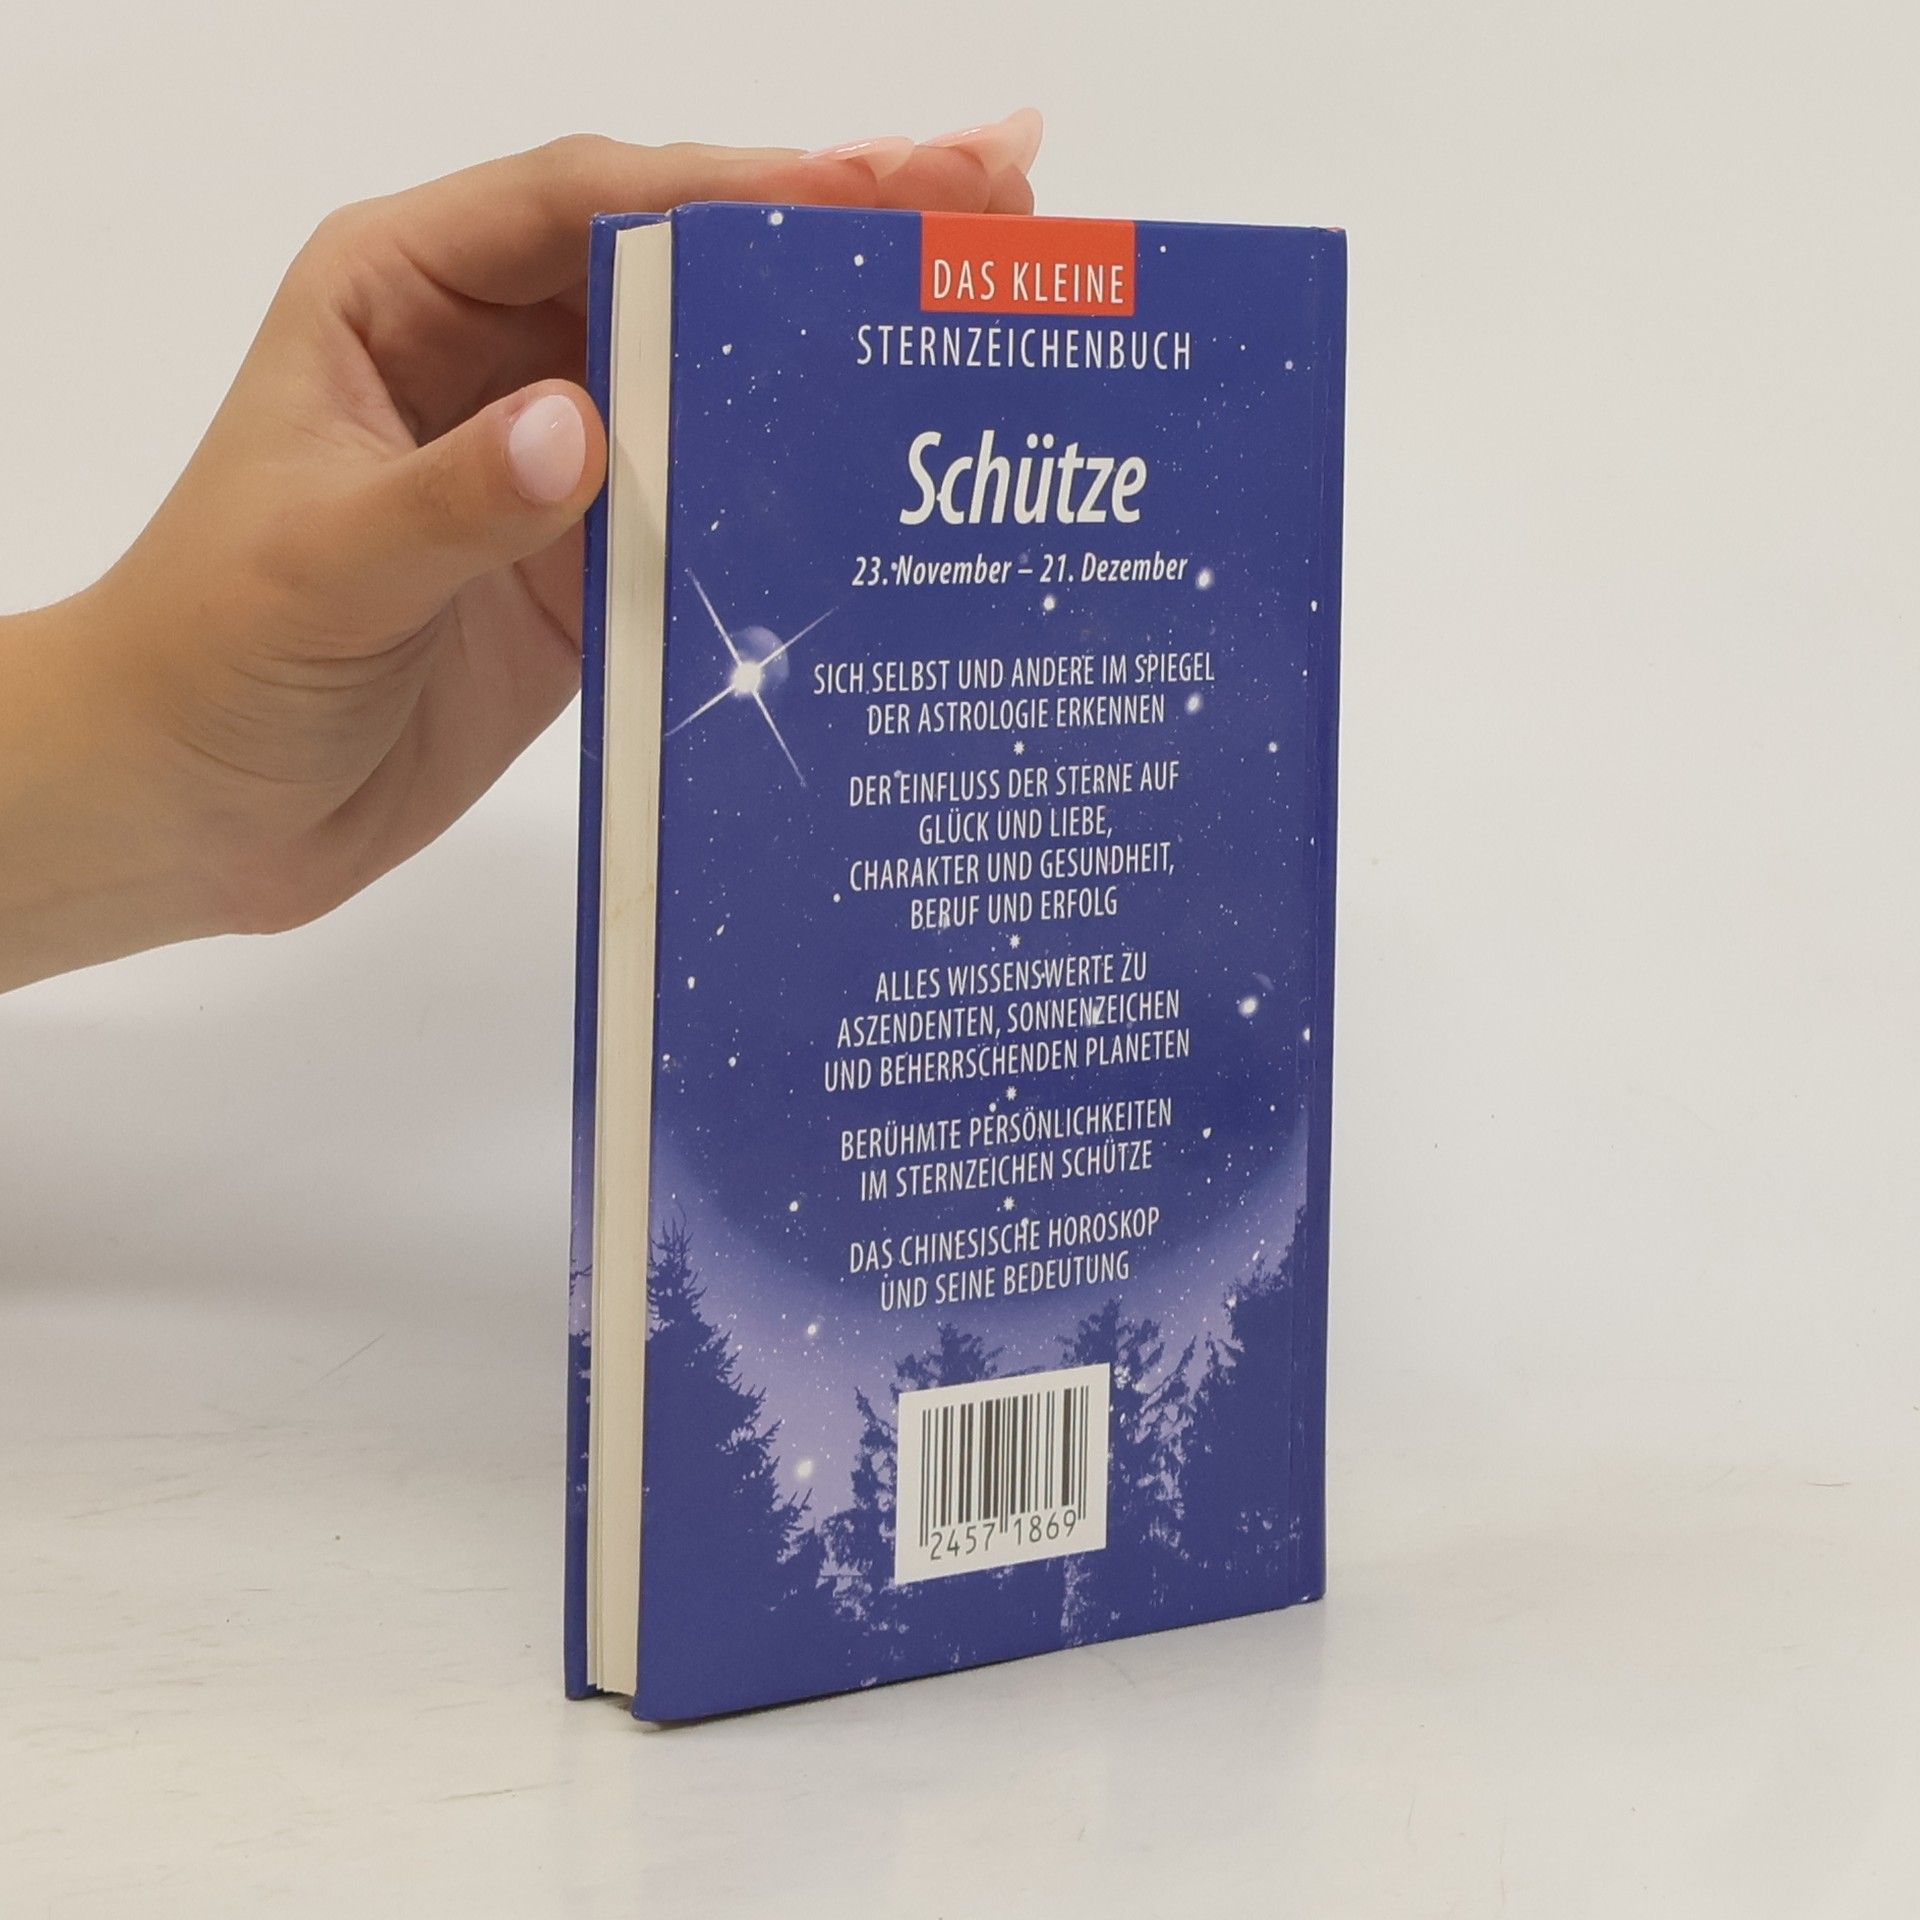 DAS KLEINE
STERNZEICHENBUCH
Schütze
23. November – 21. Dezember
SICH SELBST UND ANDERE IM SPIEGEL
DER ASTROLOGIE ERKENNEN
DER EINFLUSS DER STERNE AUF
GLÜCK UND LIEBE,
CHARAKTER UND GESUNDHEIT,
BERUF UND ERFOLG
ALLES WISSENSWERTE ZU
ASZENDENTEN, SONNENZEICHEN
UND BEHERRSCHENDEN PLANETEN
BERÜHMTE PERSÖNLICHKEITEN
IM STERNZEICHEN SCHÜTZE
DAS CHINESISCHE HOROSKOP
UND SEINE BEDEUTUNG
2457 1869